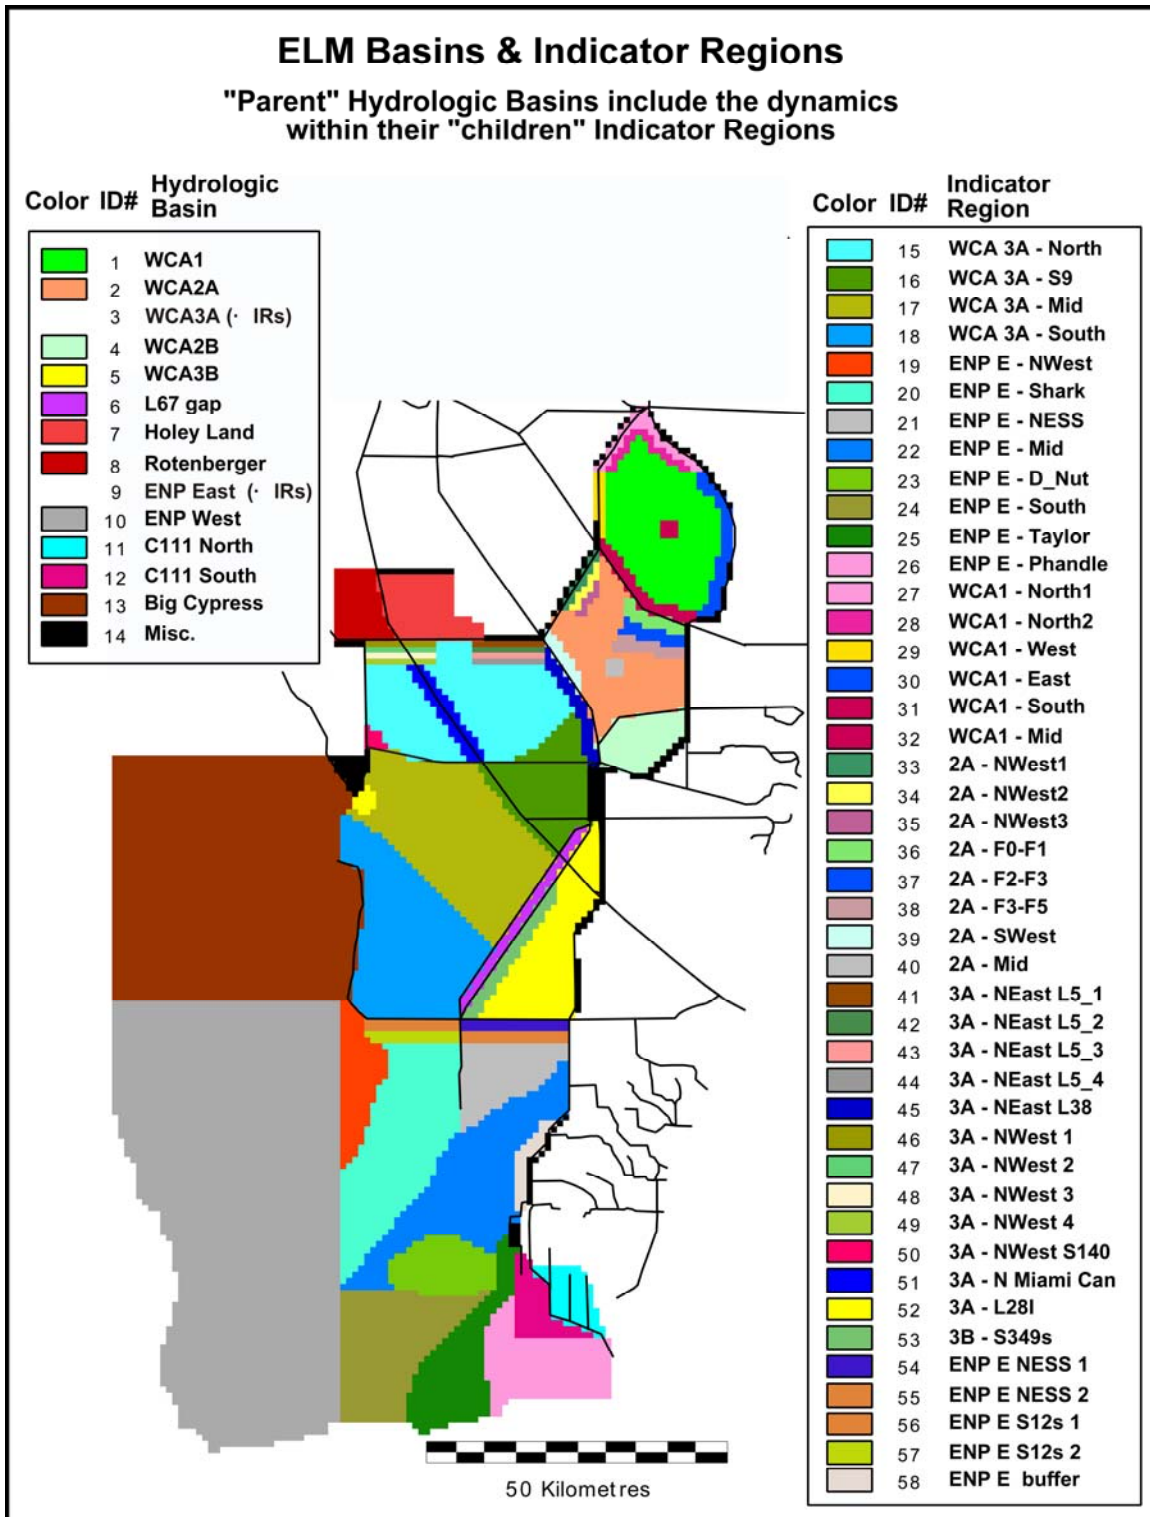 ELM Basins & Indicator Regions
"Parent" Hydrologic Basins include the dynamics
within their "children" Indicator Regions
Color ID# Hydrologic
Basin
1 WCA1
2 WCA2A
3 WCA3A (· IRs)
4 WCA2B
5 WCA3B
6 L67 gap
7 Holey Land
8 Rotenberger
9 ENP East (· IRs)
10 ENP West
11 C111 North
12 C111 South
13 Big Cypress
14 Misc.
Color ID# Indicator
Region
15 WCA 3A - North
16 WCA 3A - S9
17 WCA 3A - Mid
18 WCA 3A - South
19 ENP E - NWest
20 ENP E - Shark
21 ENP E - NESS
22 ENP E - Mid
23 ENP E - D_Nut
24 ENP E - South
25 ENP E - Taylor
26 ENP E - Phandle
27 WCA1 - North1
28 WCA1 - North2
29 WCA1 - West
30 WCA1 - East
31 WCA1 - South
32 WCA1 - Mid
33 2A - NWest1
34 2A - NWest2
35 2A - NWest3
36 2A - F0-F1
37 2A - F2-F3
38 2A - F3-F5
39 2A - SWest
40 2A - Mid
41 3A - NEast L5_1
42 3A - NEast L5_2
43 3A - NEast L5_3
44 3A - NEast L5_4
45 3A - NEast L38
46 3A - NWest 1
47 3A - NWest 2
48 3A - NWest 3
49 3A - NWest 4
50 3A - NWest S140
51 3A - N Miami Can
52 3A - L28I
53 3B - S349s
54 ENP E NESS 1
55 ENP E NESS 2
56 ENP E S12s 1
57 ENP E S12s 2
58 ENP E buffer
50 Kilometres